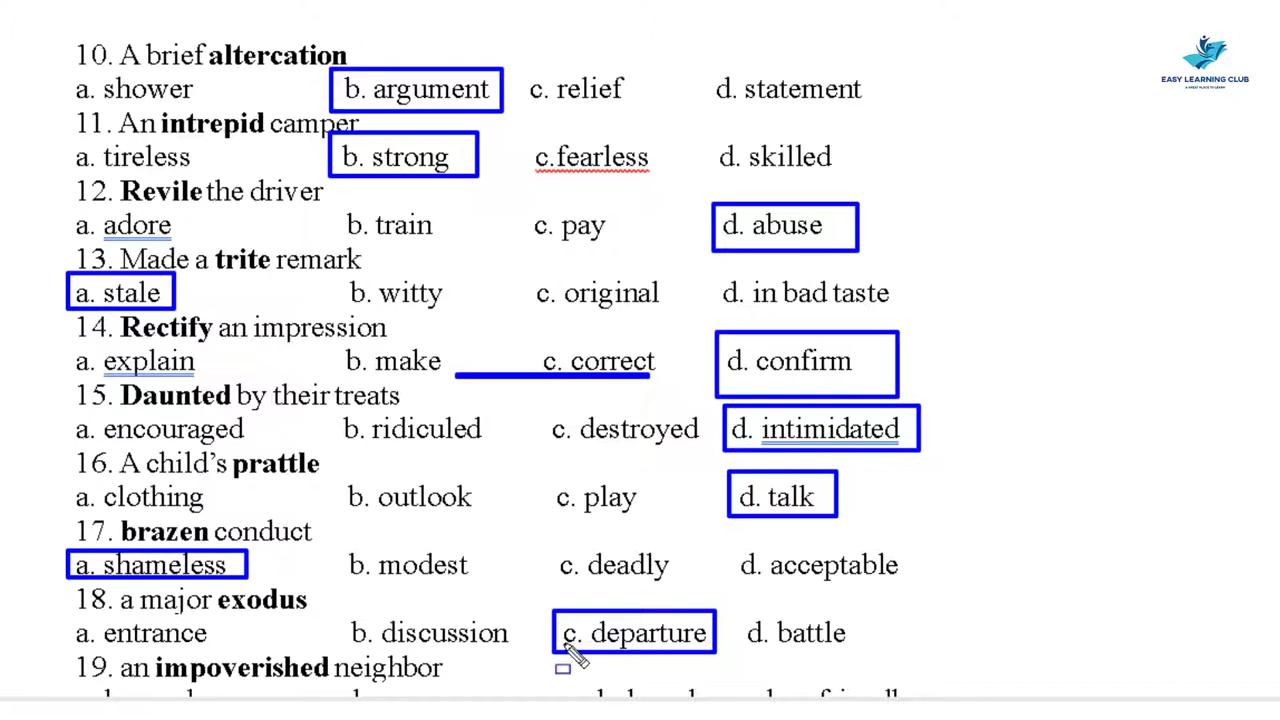 10. A brief altercation
a. shower b. argument c. relief d. statement
11. An intrepid camper
a. tireless b. strong c.fearless d. skilled
12. Revile the driver
a. adore b. train c. pay d. abuse
13. Made a trite remark
a. stale b. witty c. original d. in bad taste
14. Rectify an impression
a. explain b. make c. correct d. confirm
15. Daunted by their treats
a. encouraged b. ridiculed c. destroyed d. intimidated
16. A child's prattle
a. clothing b. outlook c. play d. talk
17. brazen conduct
a. shameless b. modest c. deadly d. acceptable
18. a major exodus
a. entrance b. discussion c. departure d. battle
19. an impoverished neighbor
EASY LEARNING CLUB
A GREAT PLACE TO LEARN